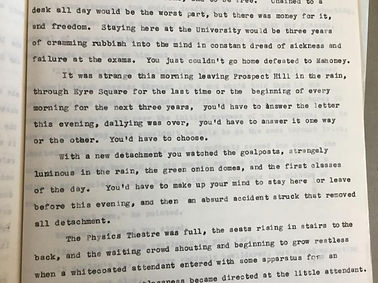 desk all day would be the worst part, but there was money for it,
and freedom. Staying here at the University would be three years
of cramming rubbish into the mind in constant dread of sickness and
failure at the exams. You just couldn't go home defeated to Mahoney.
It was strange this morning leaving Prospect Hill in the rain,
through Eyre Square for the last time or the beginning of every
morning for the next three years, you'd have to answer the letter
this evening, dallying was over, you'd have to answer it one way
or the other. You'd have to choose.
With a new detachment you watched the goalposts, strangely
luminous in the rain, the green onion domes, and the first classes
of the day. You'd have to make up your mind to stay here or leave
before this evening, and then an absurd accident struck that removed
all detachment.
The Physics Theatre was full, the seats rising in stairs to the
back, and the waiting crowd shouting and beginning to grow restless
when a whitecoated attendant entered with some apparatus for an
became directed at the little attendant.